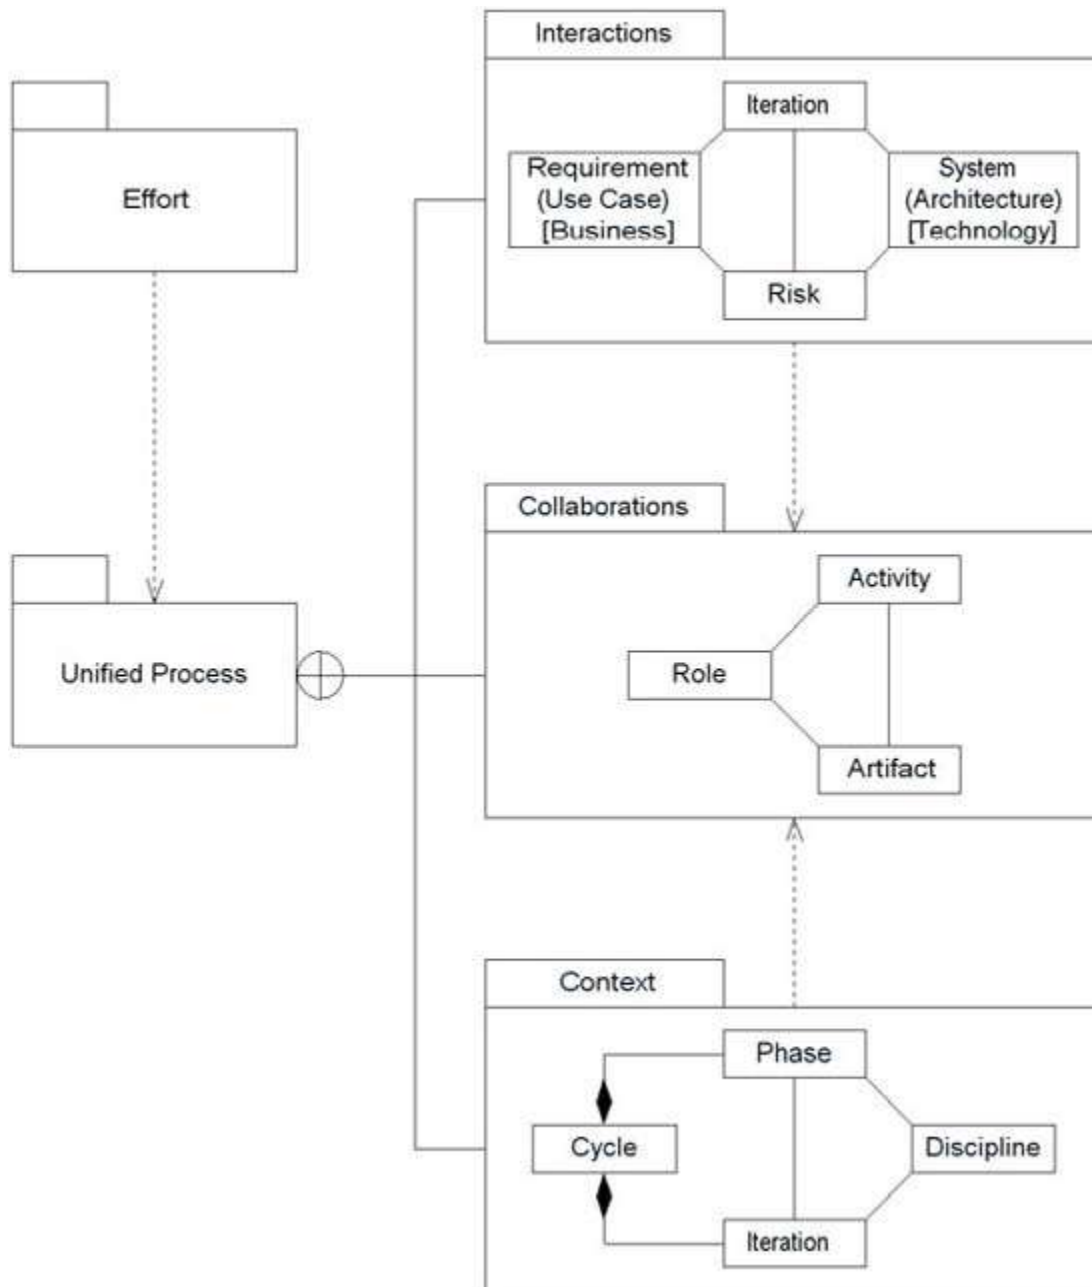 Interactions
Iteration
Requirement
(Use Case)
[Business]
System
(Architecture)
[Technology]
Risk
Effort
Collaborations
Activity
Role
Artifact
Unified Process
Context
Phase
Cycle
Discipline
Iteration